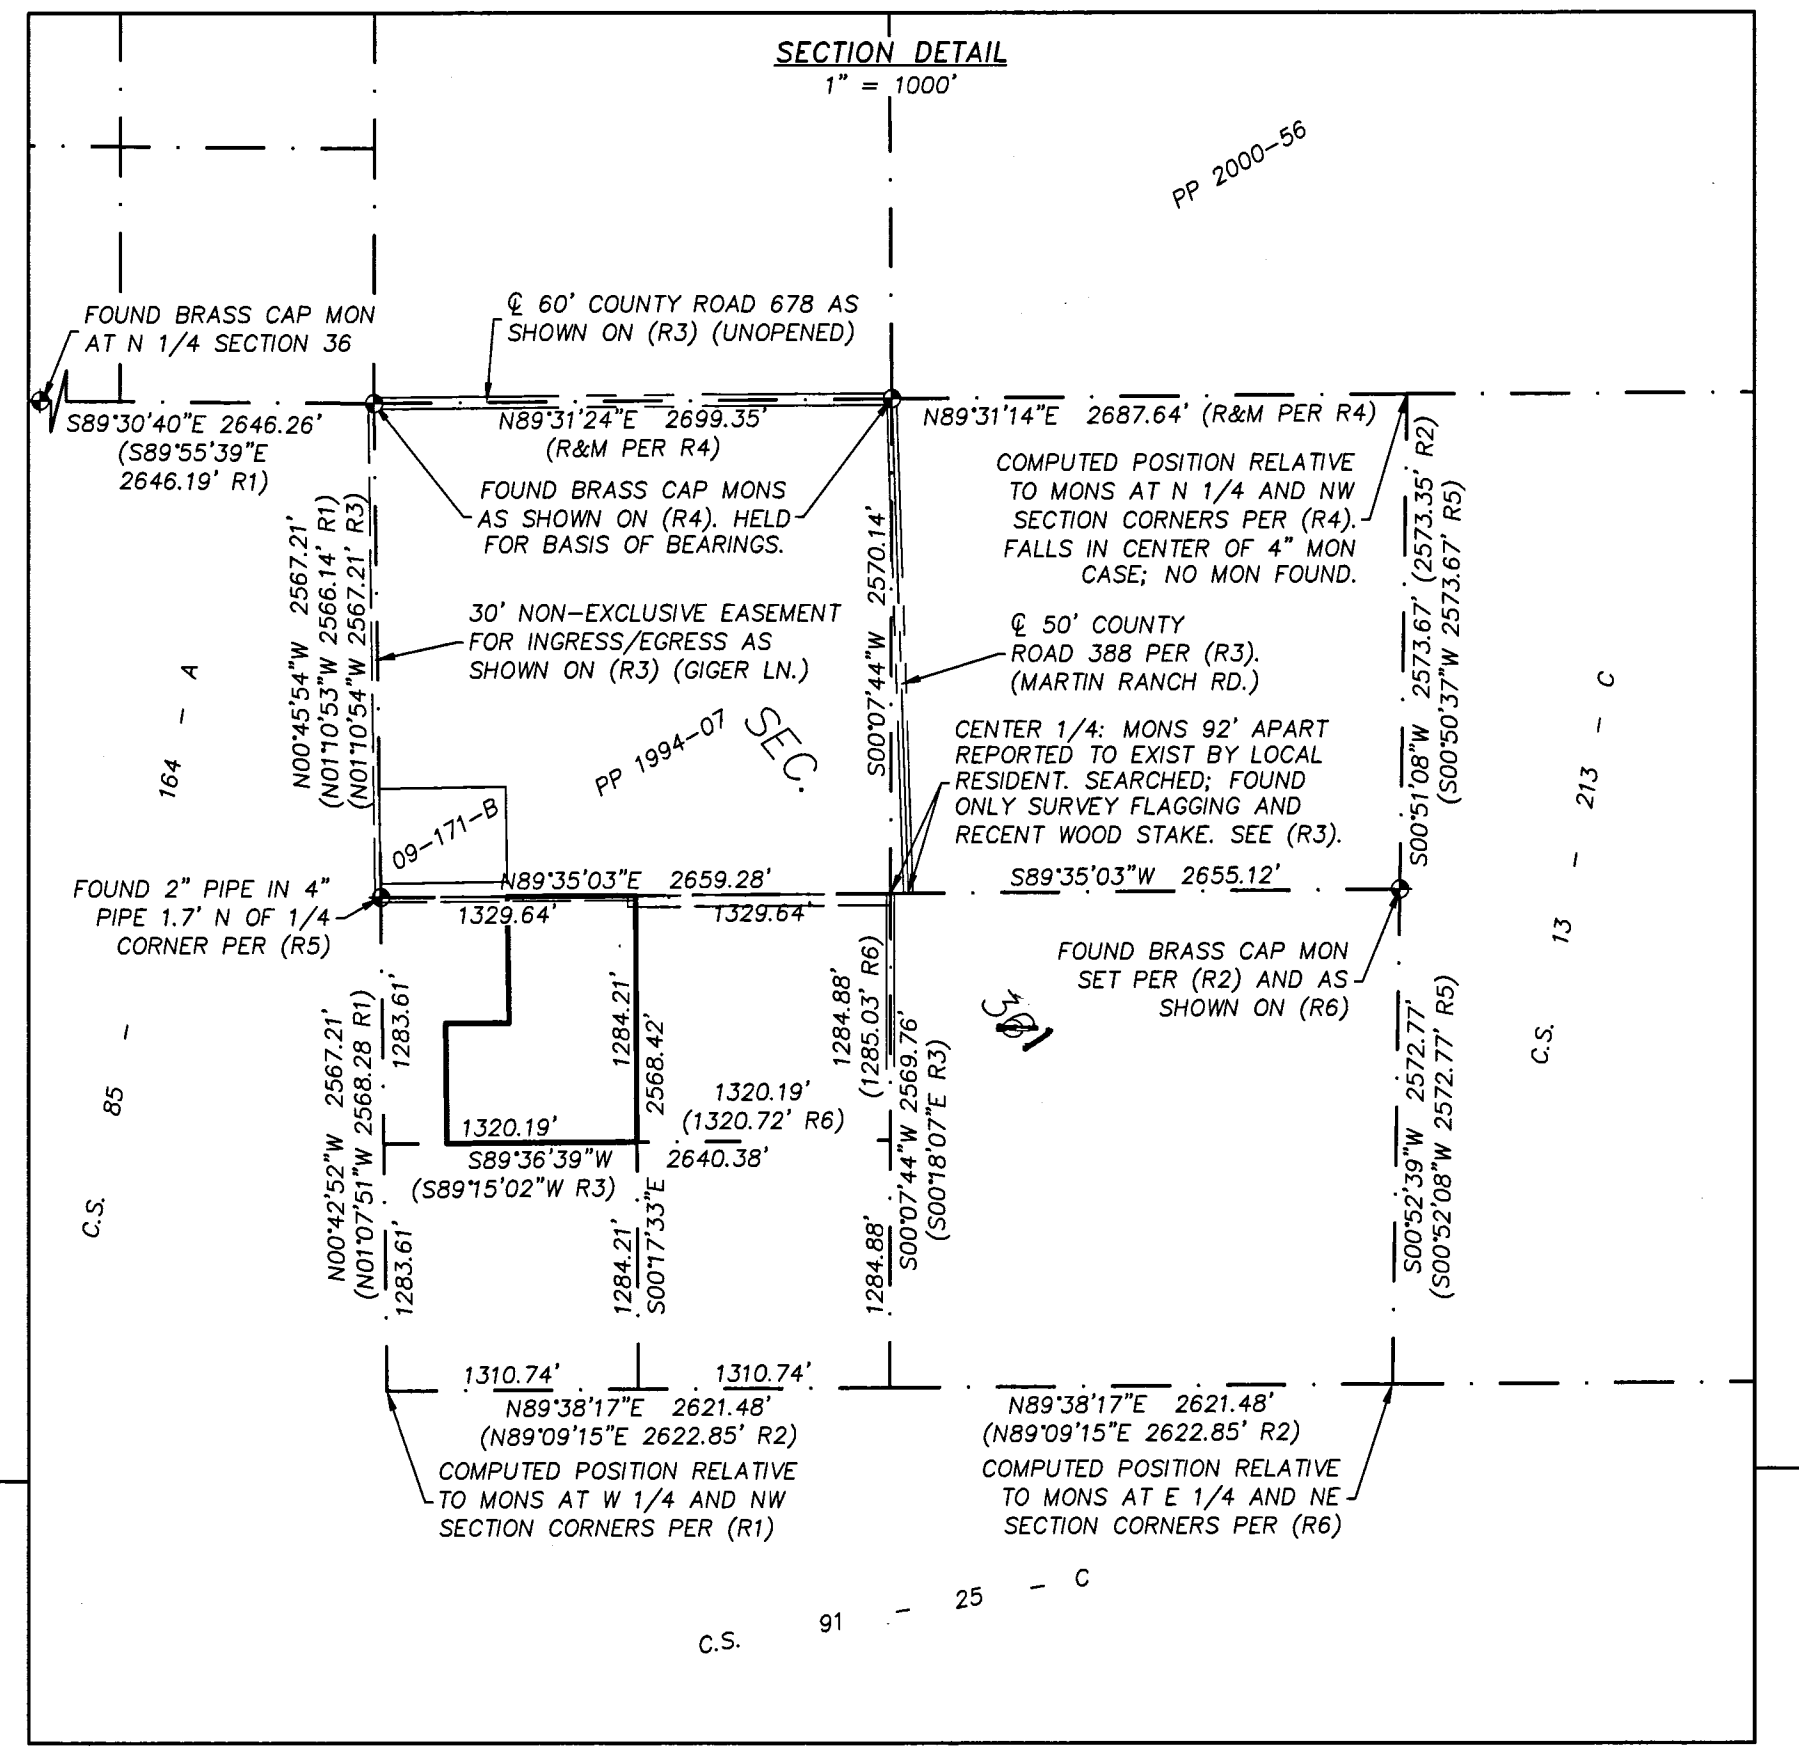 SECTION DETAIL
1" = 1000'
PP 2000-56
FOUND BRASS CAP MON
AT N 1/4 SECTION 36
℄ 60' COUNTY ROAD 678 AS
SHOWN ON (R3) (UNOPENED)
S89°30'40"E 2646.26'
(S89°55'39"E
2646.19' R1)
N89°31'24"E 2699.35'
(R&M PER R4)
N89°31'14"E 2687.64' (R&M PER R4)
FOUND BRASS CAP MONS
AS SHOWN ON (R4). HELD
FOR BASIS OF BEARINGS.
COMPUTED POSITION RELATIVE
TO MONS AT N 1/4 AND NW
SECTION CORNERS PER (R4).
FALLS IN CENTER OF 4" MON
CASE; NO MON FOUND.
N00°45'54"W 2567.21'
(N01°10'53"W 2566.14' R1)
(N01°10'54"W 2567.21' R3)
S00°07'44"W 2570.14'
S00°51'08"W 2573.67' (2573.35' R2)
(S00°50'37"W 2573.67' R5)
30' NON-EXCLUSIVE EASEMENT
FOR INGRESS/EGRESS AS
SHOWN ON (R3) (GIGER LN.)
℄ 50' COUNTY
ROAD 388 PER (R3).
(MARTIN RANCH RD.)
C.S. 85 - 164 - A
PP 1994-07
SEC.
CENTER 1/4: MONS 92' APART
REPORTED TO EXIST BY LOCAL
RESIDENT. SEARCHED; FOUND
ONLY SURVEY FLAGGING AND
RECENT WOOD STAKE. SEE (R3).
C.S. 13 - 213 - C
09-171-B
FOUND 2" PIPE IN 4"
PIPE 1.7' N OF 1/4
CORNER PER (R5)
N89°35'03"E 2659.28'
1329.64'
1329.64'
S89°35'03"W 2655.12'
FOUND BRASS CAP MON
SET PER (R2) AND AS
SHOWN ON (R6)
N00°42'52"W 2567.21'
(N01°07'51"W 2568.28 R1)
1283.61'
1284.21'
2568.42'
1284.88'
(1285.03' R6)
S00°07'44"W 2569.76'
(S00°18'07"E R3)
31
S00°52'39"W 2572.77'
(S00°52'08"W 2572.77' R5)
1320.19'
1320.19'
(1320.72' R6)
S89°36'39"W
2640.38'
(S89°15'02"W R3)
1283.61'
1284.21'
S00°17'33"E
1284.88'
1310.74'
1310.74'
N89°38'17"E 2621.48'
(N89°09'15"E 2622.85' R2)
N89°38'17"E 2621.48'
(N89°09'15"E 2622.85' R2)
COMPUTED POSITION RELATIVE
TO MONS AT W 1/4 AND NW
SECTION CORNERS PER (R1)
COMPUTED POSITION RELATIVE
TO MONS AT E 1/4 AND NE
SECTION CORNERS PER (R6)
C.S. 91 - 25 - C